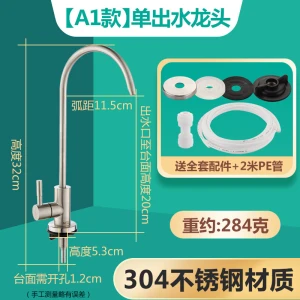 【A1款】单出水龙头
弧距11.5cm
出水口至台面高度20cm
高度32cm
送全套配件+2米PE管
重约:284克
高度5.3cm
台面需开孔1.2cm
(手工测量略有误差)
304不锈钢材质